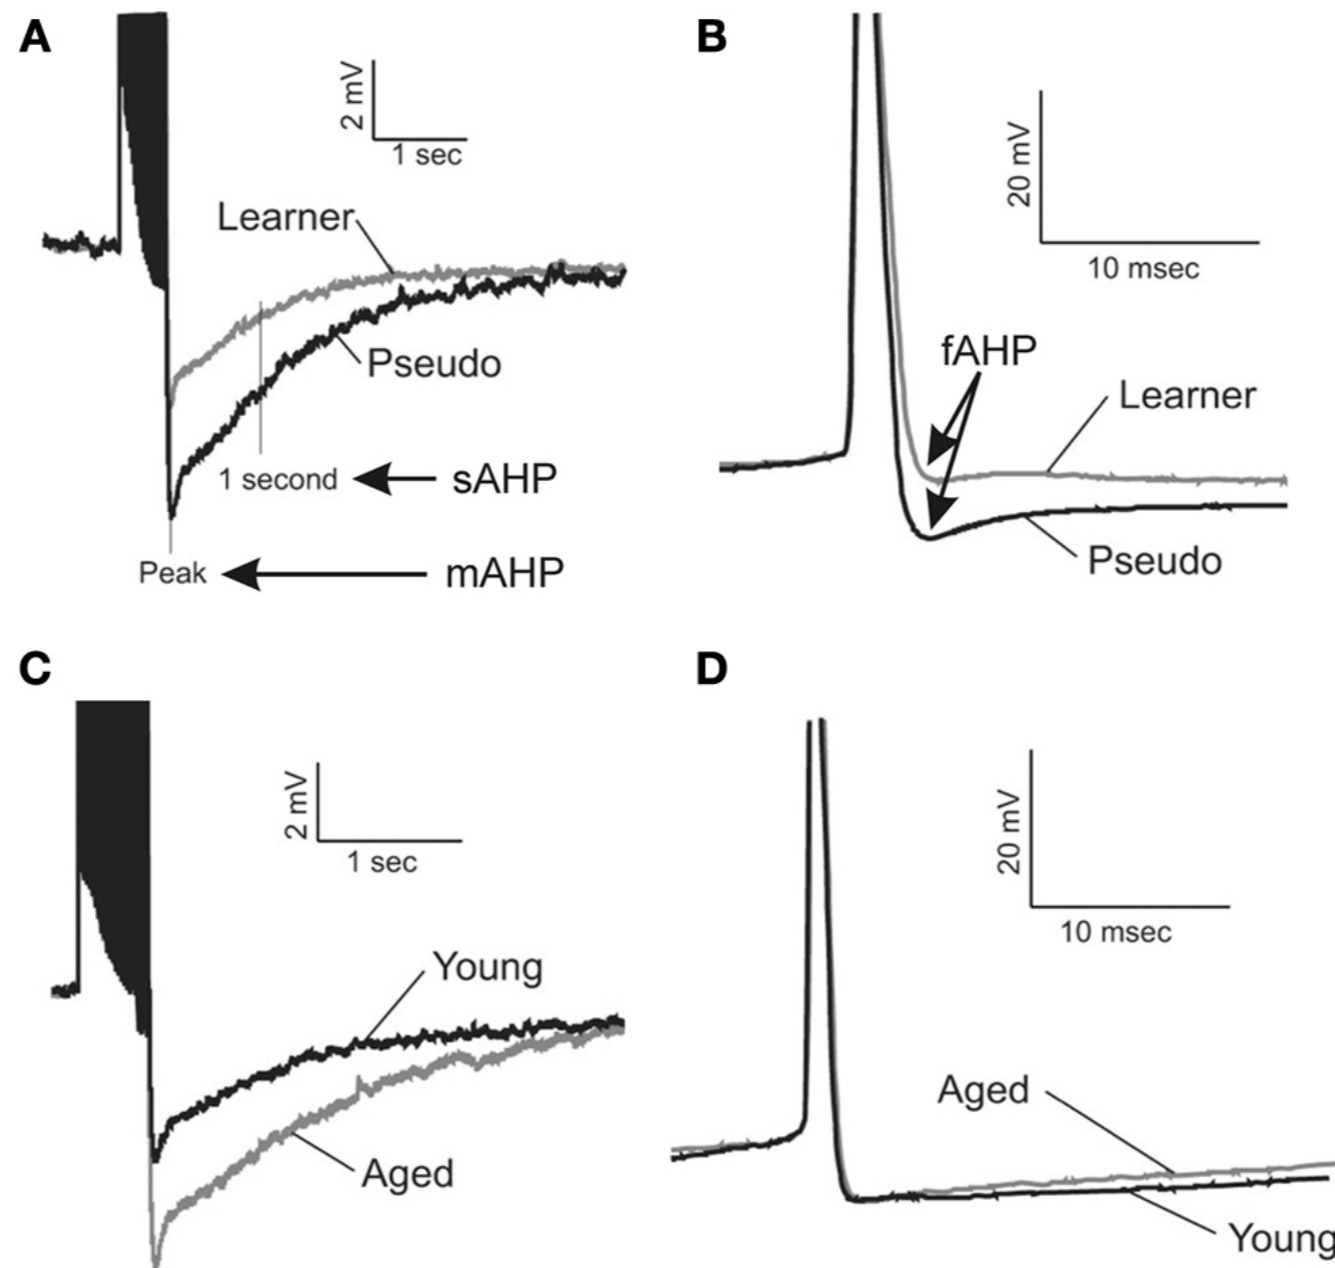 A
2 mV
1 sec
Learner
Pseudo
1 second
sAHP
Peak
mAHP
B
20 mV
10 msec
fAHP
Learner
Pseudo
C
2 mV
1 sec
Young
Aged
D
20 mV
10 msec
Aged
Young